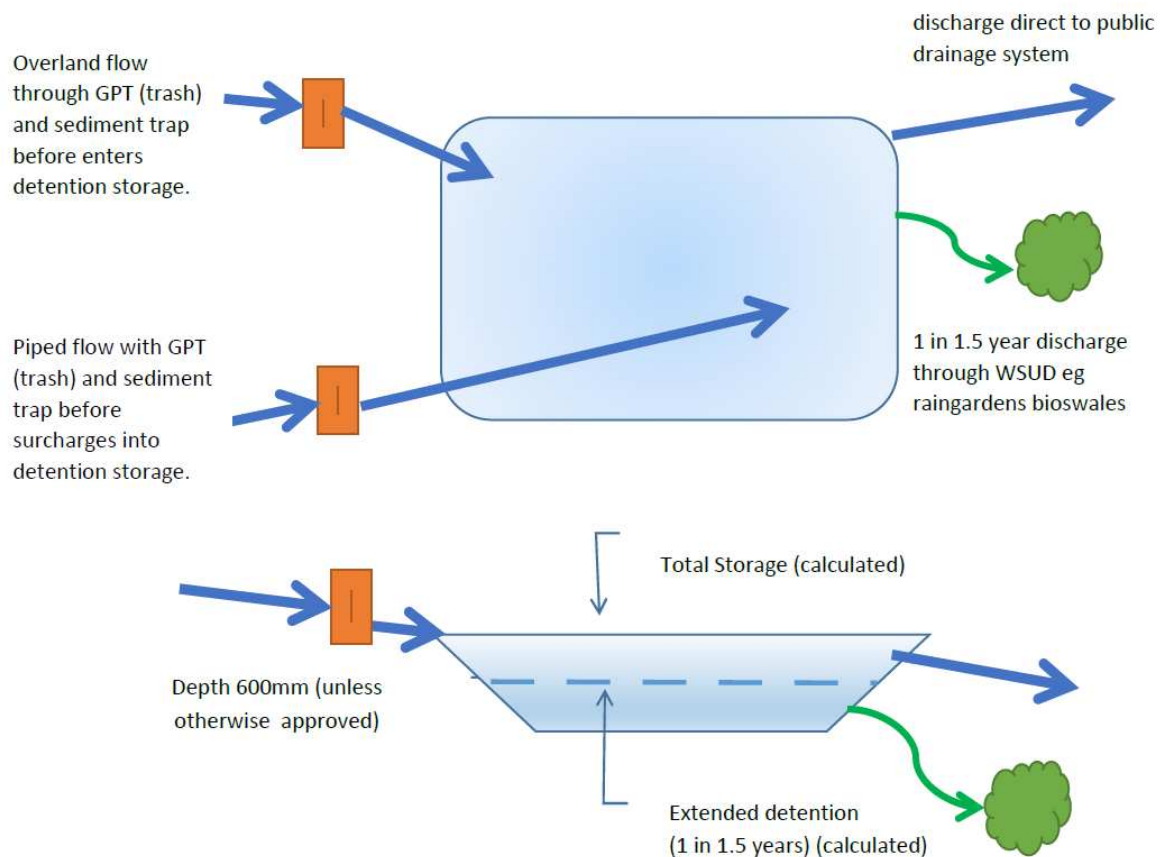 discharge direct to public
drainage system
Overland flow
through GPT (trash)
and sediment trap
before enters
detention storage.
Piped flow with GPT
(trash) and sediment
trap before
surcharges into
detention storage.
1 in 1.5 year discharge
through WSUD eg
raingardens bioswales
Total Storage (calculated)
Depth 600mm (unless
otherwise approved)
Extended detention
(1 in 1.5 years) (calculated)